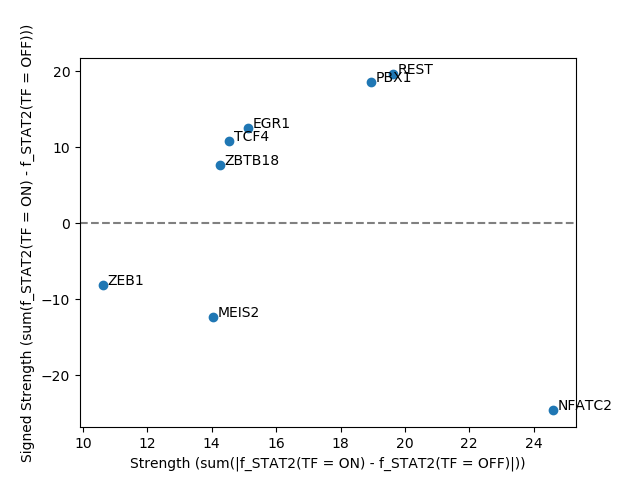 Signed Strength (sum(f_STAT2(TF = ON) - f_STAT2(TF = OFF)))
20
10
0
−10
−20
REST
PBX1
EGR1
TCF4
ZBTB18
ZEB1
MEIS2
NFATC2
10 12 14 16 18 20 22 24
Strength (sum(|f_STAT2(TF = ON) - f_STAT2(TF = OFF)|))